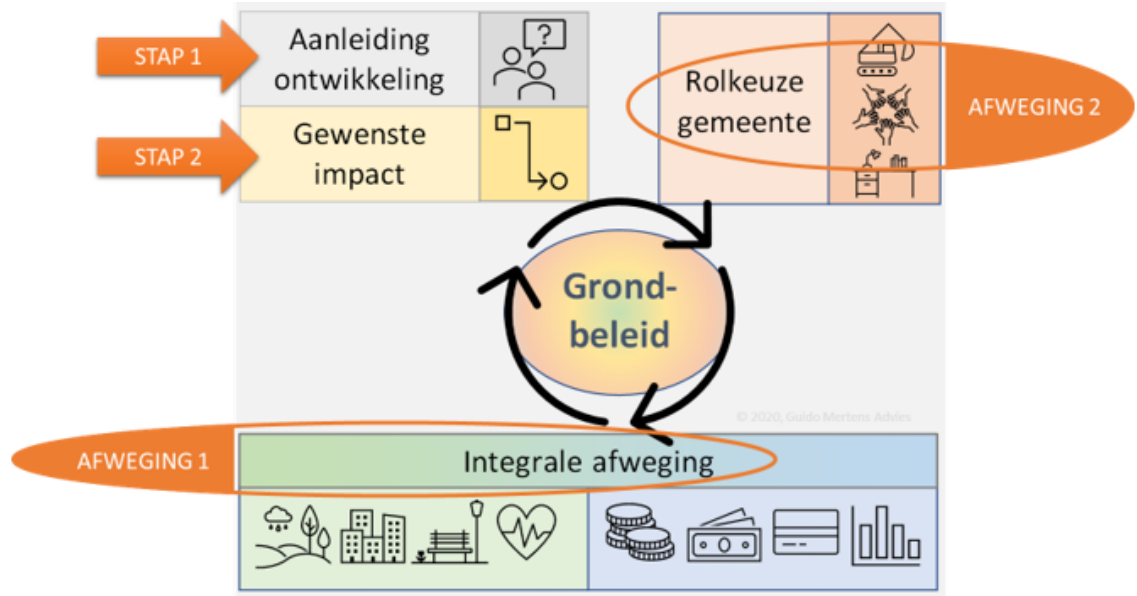 STAP 1
Aanleiding
ontwikkeling
?
STAP 2
Gewenste
impact
Rolkeuze
gemeente
AFWEGING 2
Grond-
beleid
© 2020, Guido Mertens Advies
AFWEGING 1
Integrale afweging